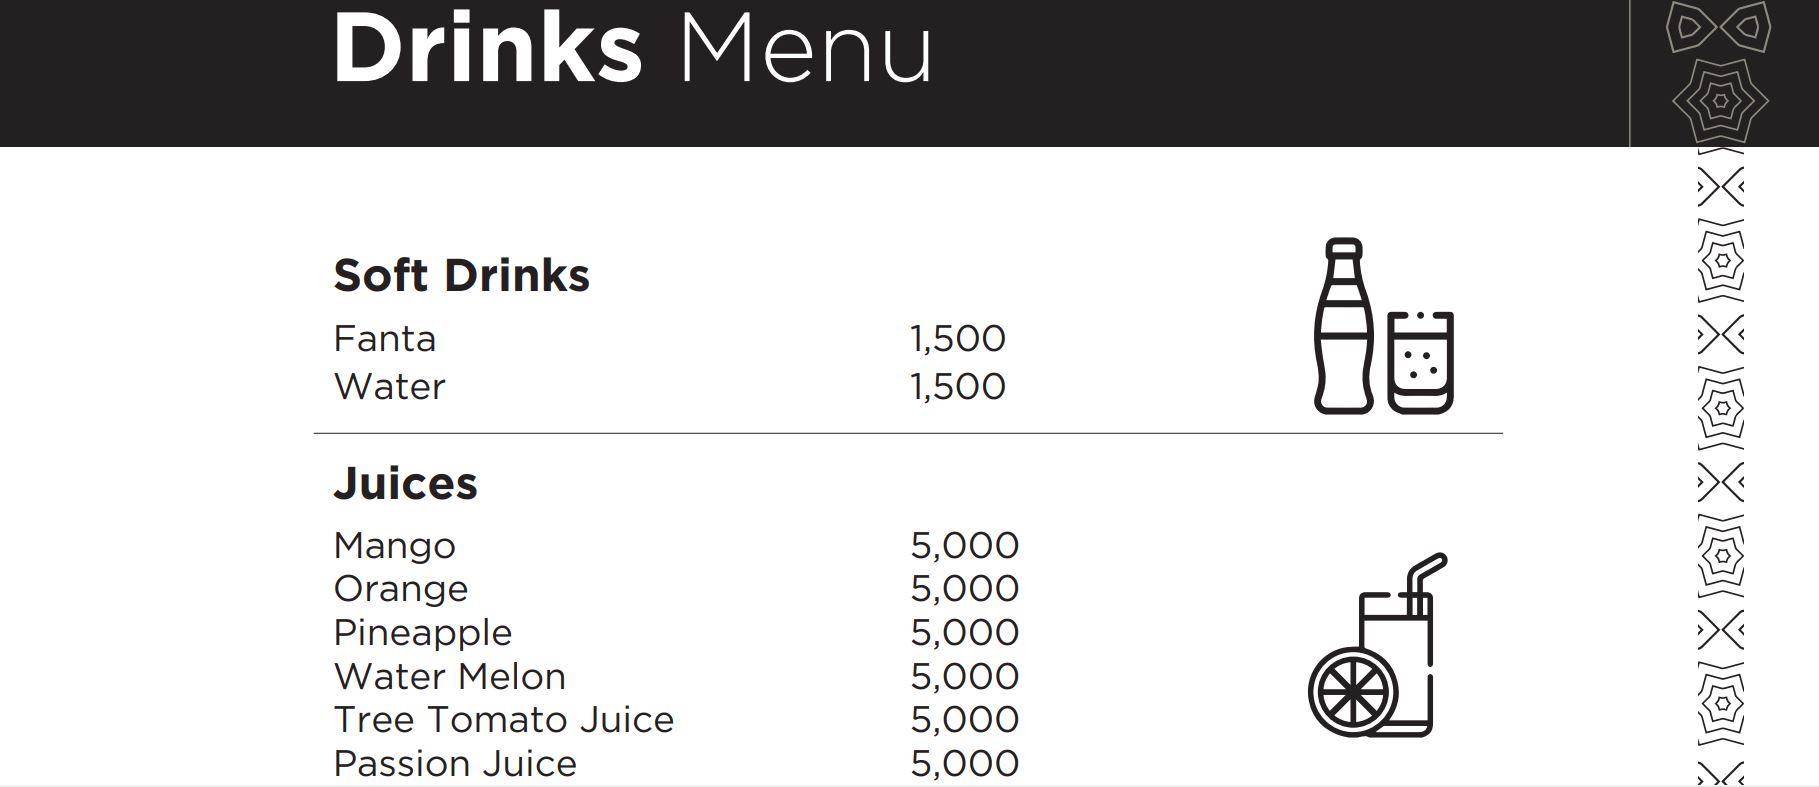 Drinks Menu
Soft Drinks
Fanta 1,500
Water 1,500
Juices
Mango 5,000
Orange 5,000
Pineapple 5,000
Water Melon 5,000
Tree Tomato Juice 5,000
Passion Juice 5,000